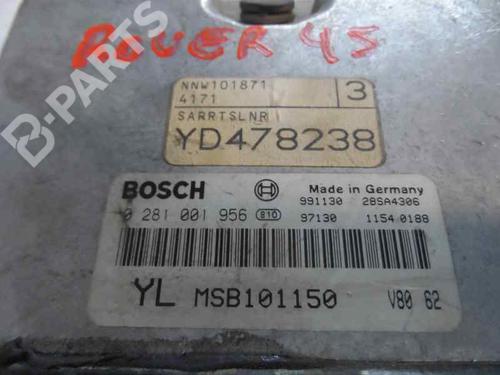 ROVER 45
NNW101871
3
4171
SARRTSLNR
YD478238
BOSCH
Made in Germany
991130 28SA4306
0 281 001 956 810
97130 1154 0188
YL MSB101150 V80 62
B-PARTS